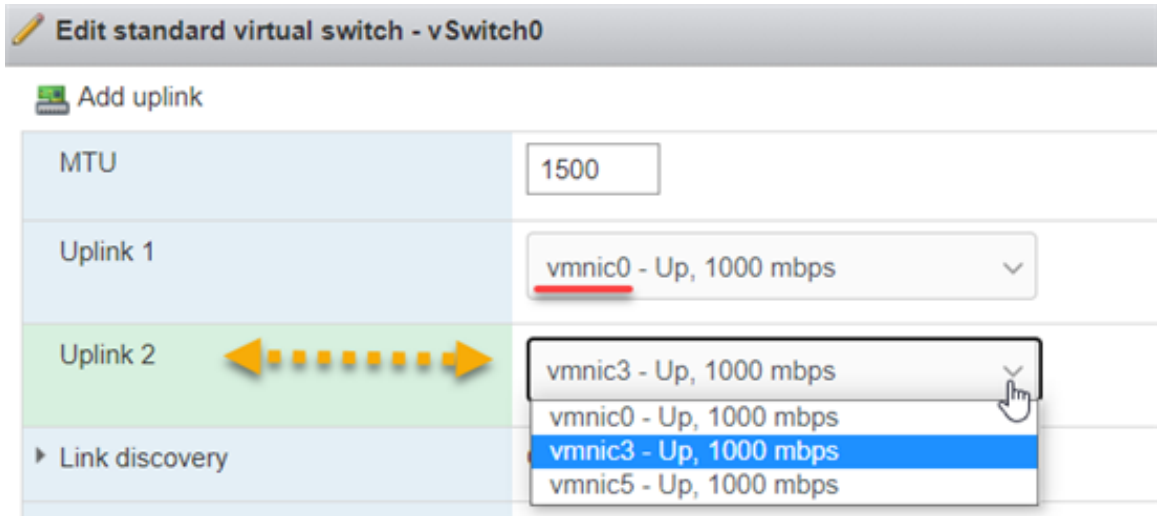 Edit standard virtual switch - vSwitch0
Add uplink
MTU
1500
Uplink 1
vmnic0 - Up, 1000 mbps
Uplink 2
vmnic3 - Up, 1000 mbps
vmnic0 - Up, 1000 mbps
Link discovery
vmnic3 - Up, 1000 mbps
vmnic5 - Up, 1000 mbps